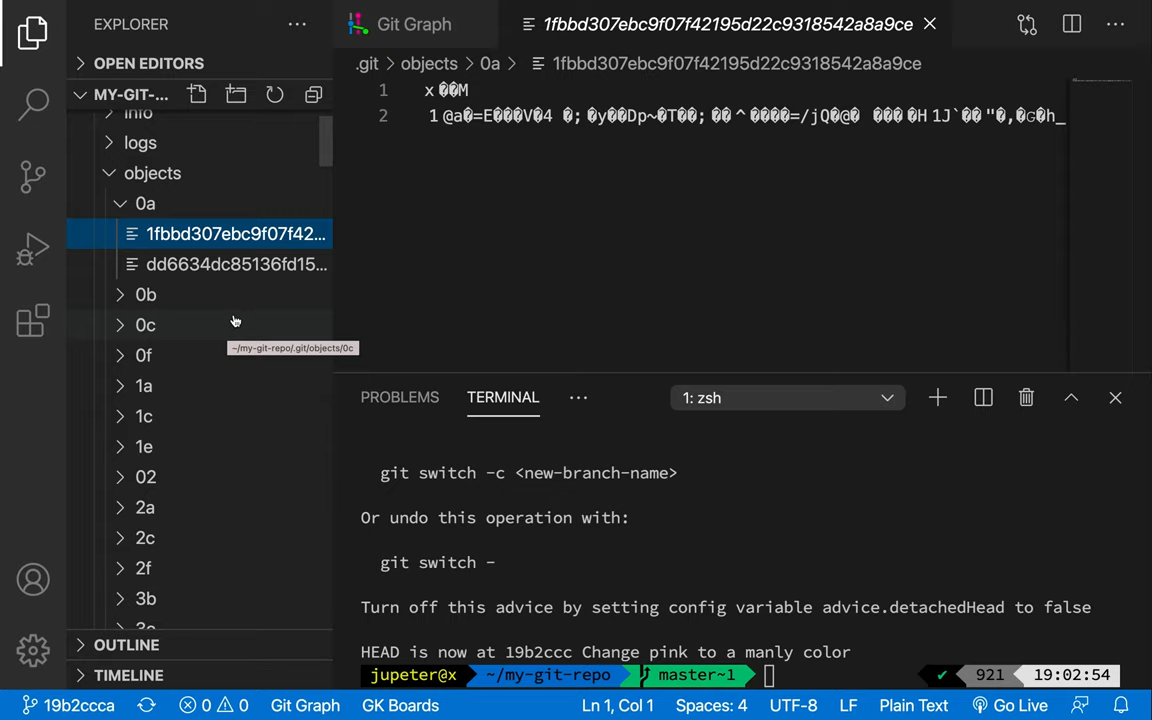 EXPLORER
Git Graph
1fbbd307ebc9f07f42195d22c9318542a8a9ce
OPEN EDITORS
.git > objects > 0a > 1fbbd307ebc9f07f42195d22c9318542a8a9ce
MY-GIT-...
info
logs
objects
0a
1fbbd307ebc9f07f42...
dd6634dc85136fd15...
0b
0c
~/my-git-repo/.git/objects/0c
0f
1a
1c
1e
02
2a
2c
2f
3b
OUTLINE
TIMELINE
1 x��M
2
PROBLEMS TERMINAL ... 1: zsh
git switch -c <new-branch-name>
Or undo this operation with:
git switch -
Turn off this advice by setting config variable advice.detachedHead to false
HEAD is now at 19b2ccc Change pink to a manly color
jupeter@x ~/my-git-repo master~1 ✔ 921 19:02:54
19b2ccca 0 0 Git Graph GK Boards Ln 1, Col 1 Spaces: 4 UTF-8 LF Plain Text Go Live